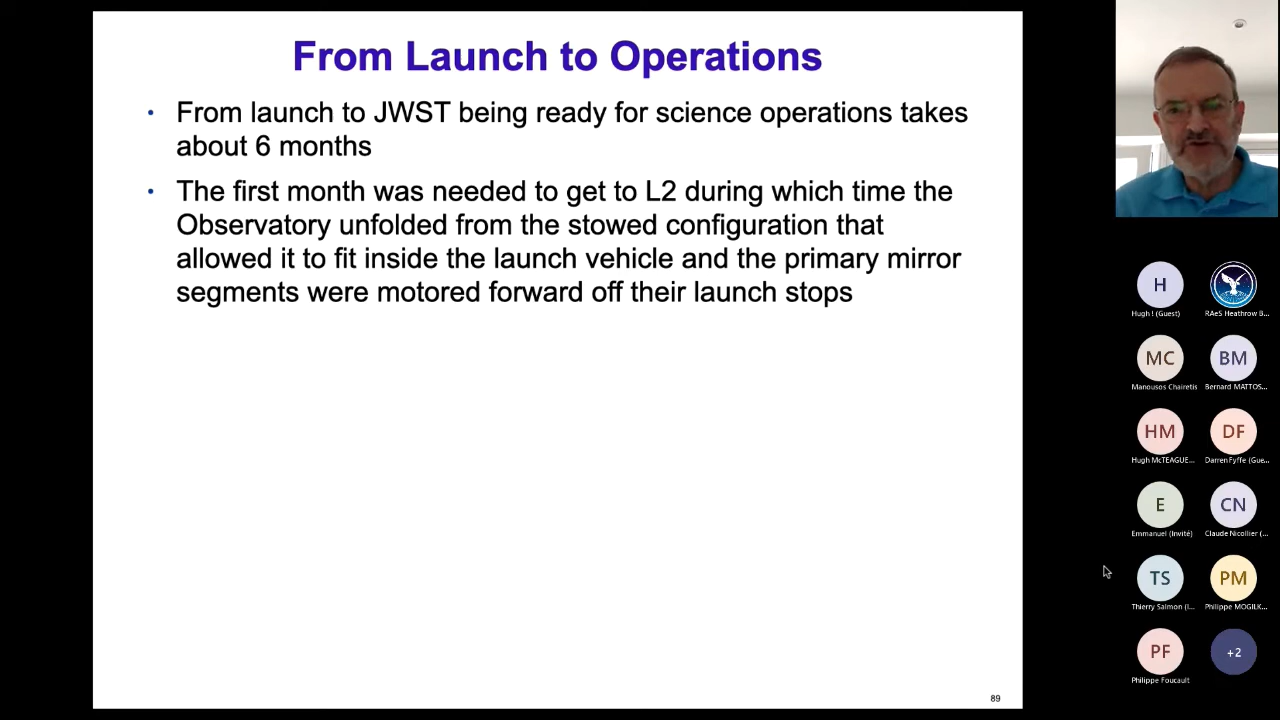 From Launch to Operations
• From launch to JWST being ready for science operations takes
about 6 months
• The first month was needed to get to L2 during which time the
Observatory unfolded from the stowed configuration that
allowed it to fit inside the launch vehicle and the primary mirror
segments were motored forward off their launch stops
89
H
Hugh ! (Guest)
RAeS Heathrow B...
MC
Manousos Chairetis
BM
Bernard MATTOS...
HM
Hugh McTEAGUE...
DF
Darren Fyffe (Gue...
E
Emmanuel (Invité)
CN
Claude Nicollier (...
TS
Thierry Salmon (I...
PM
Philippe MOGILK...
PF
Philippe Foucault
+2